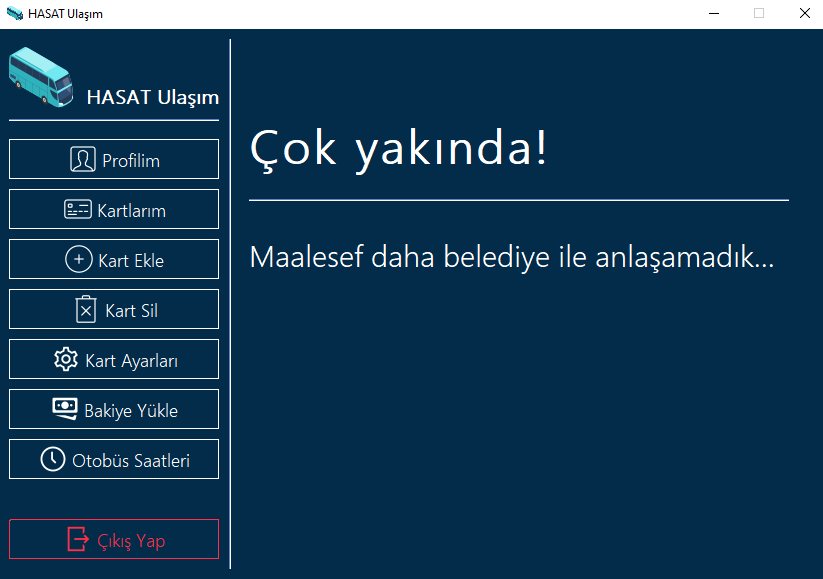 HASAT Ulaşım
HASAT Ulaşım
Profilim
Kartlarım
Kart Ekle
Kart Sil
Kart Ayarları
Bakiye Yükle
Otobüs Saatleri
Çıkış Yap
Çok yakında!
Maalesef daha belediye ile anlaşamadık...